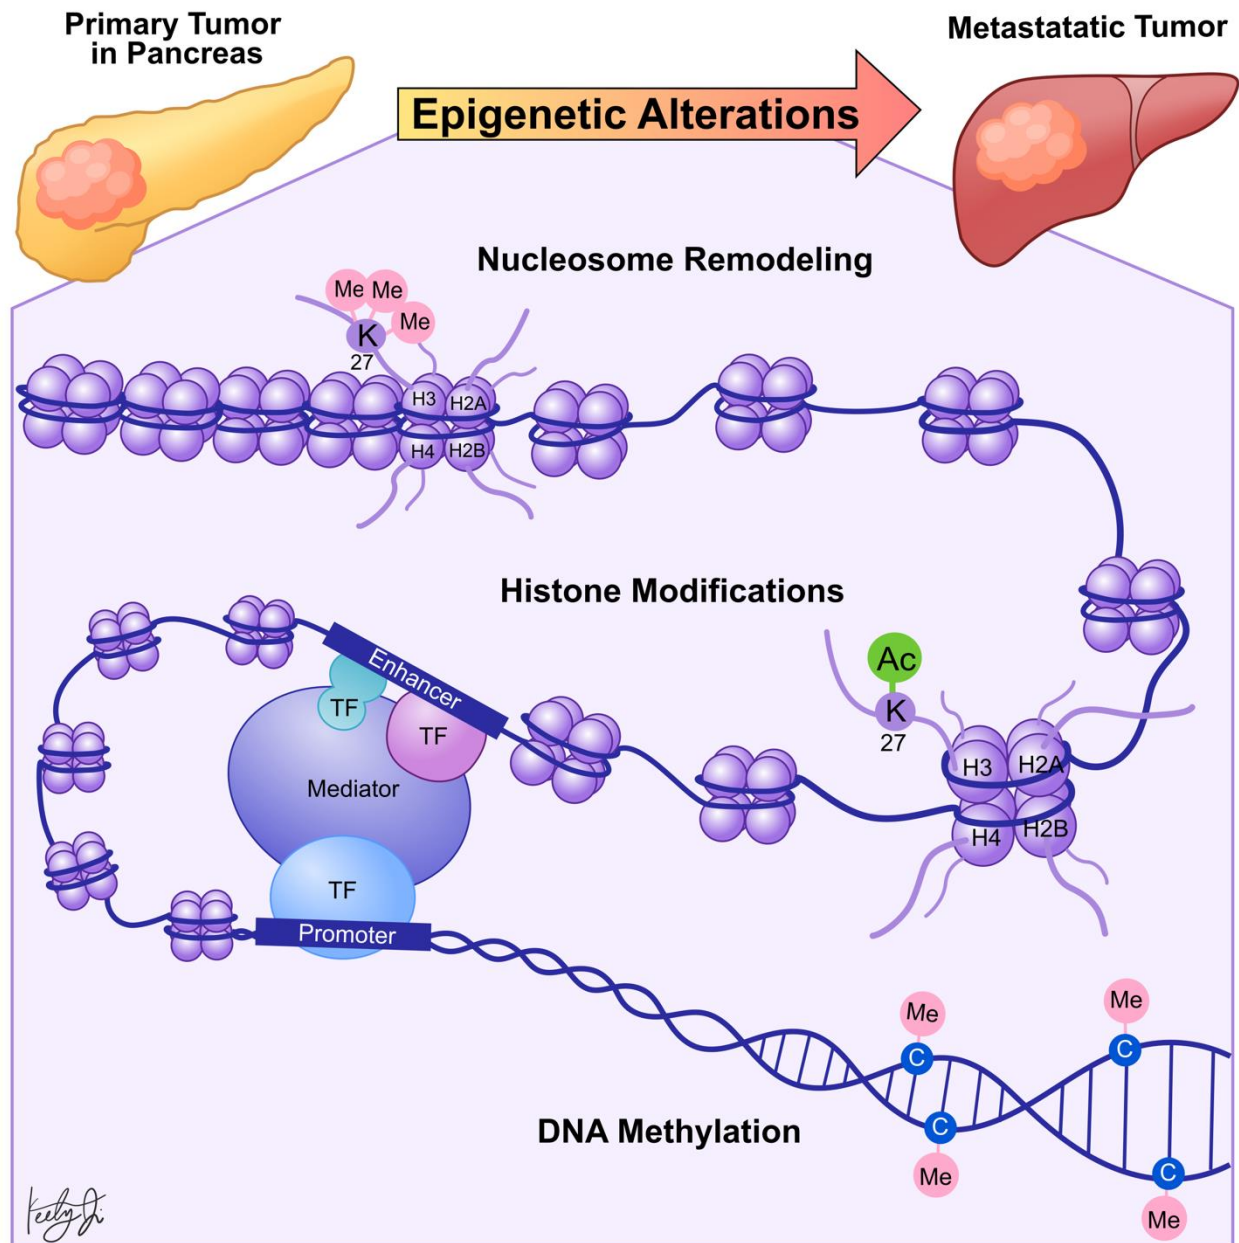 Primary Tumor
in Pancreas
Epigenetic Alterations
Metastatatic Tumor
Nucleosome Remodeling
Me
Me
Me
K
27
H3
H2A
H4
H2B
Histone Modifications
Enhancer
TF
TF
Mediator
TF
Promoter
Ac
K
27
H3
H2A
H4
H2B
Me
Me
C
C
DNA Methylation
C
Me
C
Me